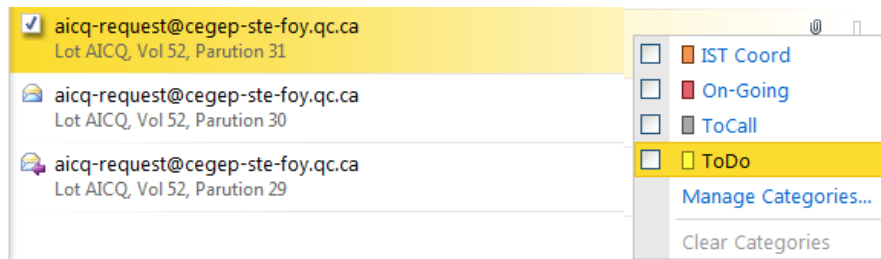 aicq-request@cegep-ste-foy.qc.ca
Lot AICQ, Vol 52, Parution 31
aicq-request@cegep-ste-foy.qc.ca
Lot AICQ, Vol 52, Parution 30
aicq-request@cegep-ste-foy.qc.ca
Lot AICQ, Vol 52, Parution 29
IST Coord
On-Going
ToCall
ToDo
Manage Categories...
Clear Categories